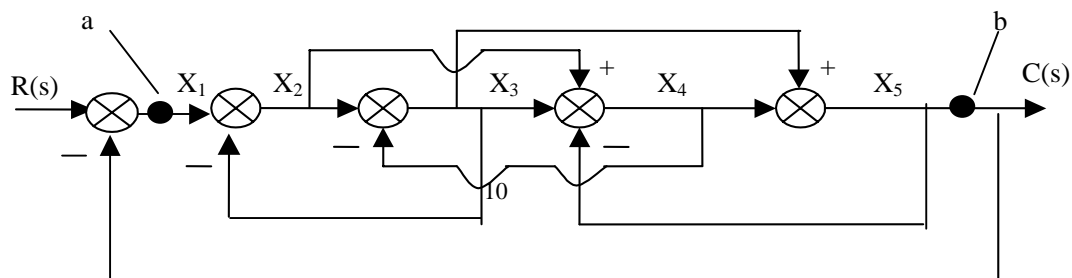 a
b
R(s)
X1
X2
X3
X4
X5
C(s)
+
+
—
—
—
—
10